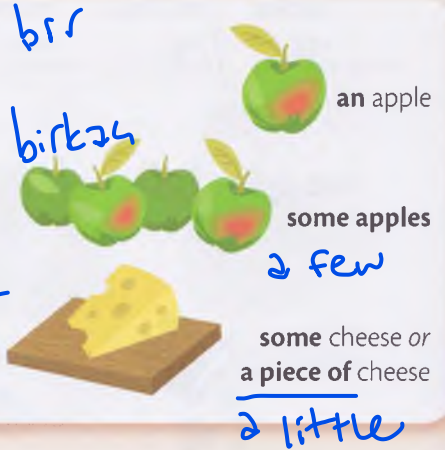 bir
an apple
birkaç
some apples
a few
some cheese or
a piece of cheese
a little